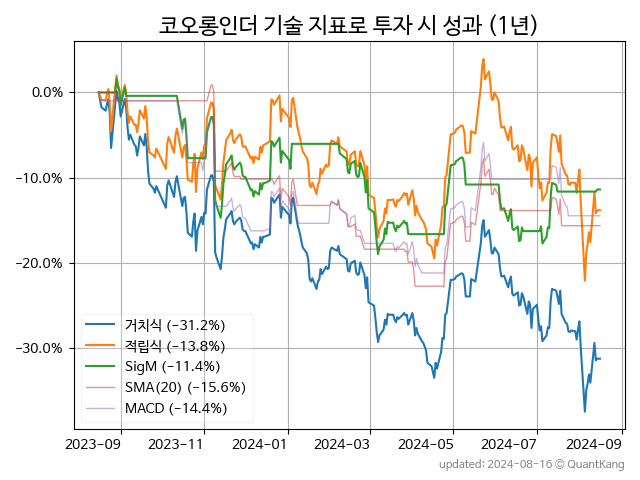 코오롱인더 기술 지표로 투자 시 성과 (1년)
0.0%
−10.0%
−20.0%
−30.0%
거치식 (−31.2%)
적립식 (−13.8%)
SigM (−11.4%)
SMA(20) (−15.6%)
MACD (−14.4%)
2023−09 2023−11 2024−01 2024−03 2024−05 2024−07 2024−09
updated: 2024−08−16 © QuantKang